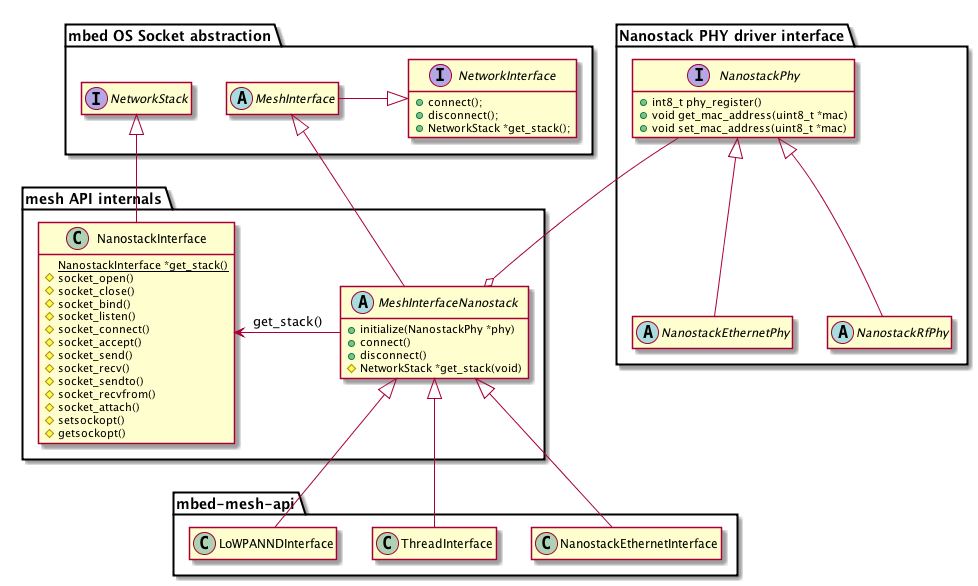 mbed OS Socket abstraction
I NetworkStack
A MeshInterface
I NetworkInterface
connect();
disconnect();
NetworkStack *get_stack();
Nanostack PHY driver interface
I NanostackPhy
int8_t phy_register()
void get_mac_address(uint8_t *mac)
void set_mac_address(uint8_t *mac)
A NanostackEthernetPhy
A NanostackRfPhy
mesh API internals
C NanostackInterface
NanostackInterface *get_stack()
socket_open()
socket_close()
socket_bind()
socket_listen()
socket_connect()
socket_accept()
socket_send()
socket_recv()
socket_sendto()
socket_recvfrom()
socket_attach()
setsockopt()
getsockopt()
get_stack()
A MeshInterfaceNanostack
initialize(NanostackPhy *phy)
connect()
disconnect()
NetworkStack *get_stack(void)
mbed-mesh-api
C LoWPANNDInterface
C ThreadInterface
C NanostackEthernetInterface